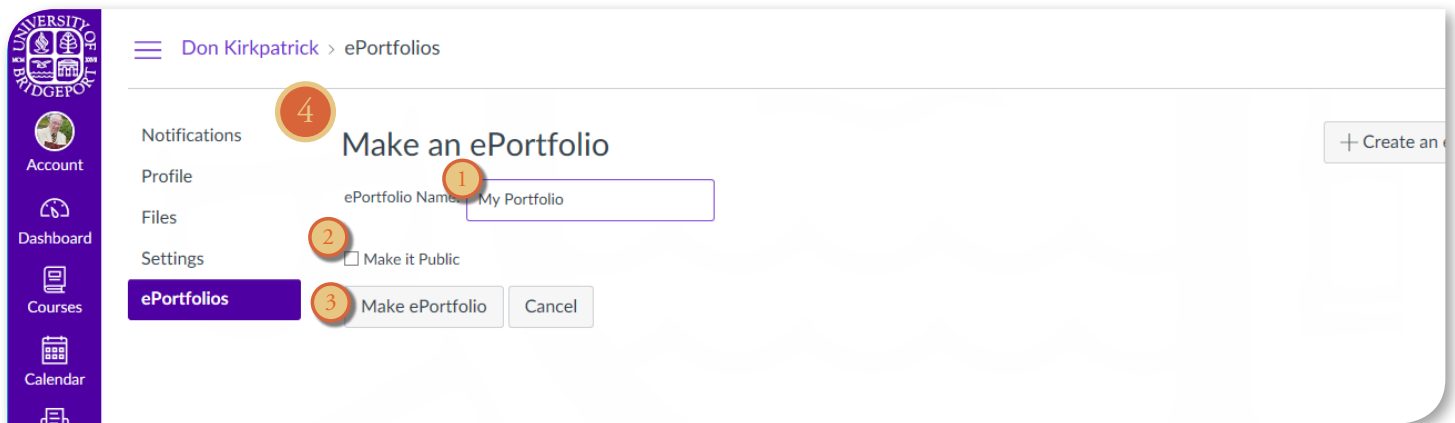 UNIVERSITY OF BRIDGEPORT
Don Kirkpatrick > ePortfolios
4
Notifications
Make an ePortfolio
+ Create an
Account
Profile
1
ePortfolio Name:
My Portfolio
Files
Dashboard
2
Settings
Make it Public
ePortfolios
3
Make ePortfolio
Cancel
Courses
Calendar